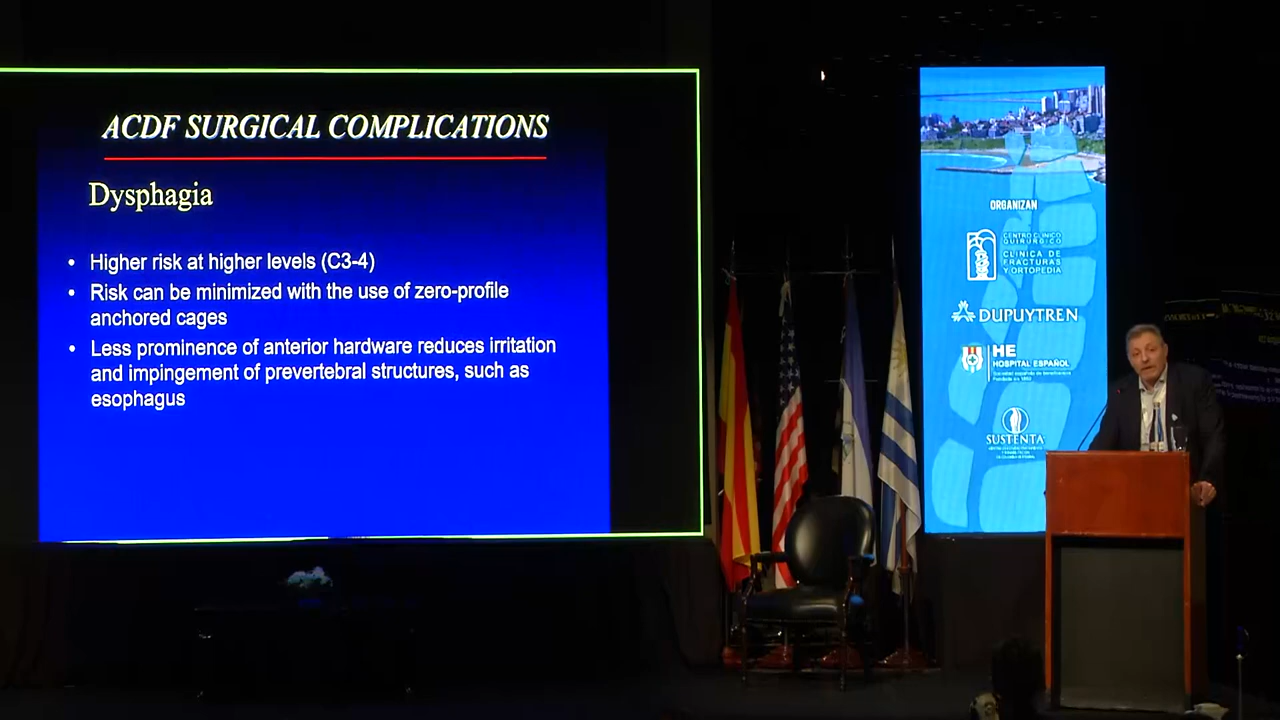 ACDF SURGICAL COMPLICATIONS
Dysphagia
• Higher risk at higher levels (C3-4)
• Risk can be minimized with the use of zero-profile
anchored cages
• Less prominence of anterior hardware reduces irritation
and impingement of prevertebral structures, such as
esophagus
ORGANIZAN
CENTRO CLINICO
QUIRURGICO
CLINICA DE
FRACTURAS
Y ORTOPEDIA
DUPUYTREN
HE
HOSPITAL ESPAÑOL
SUSTENTA